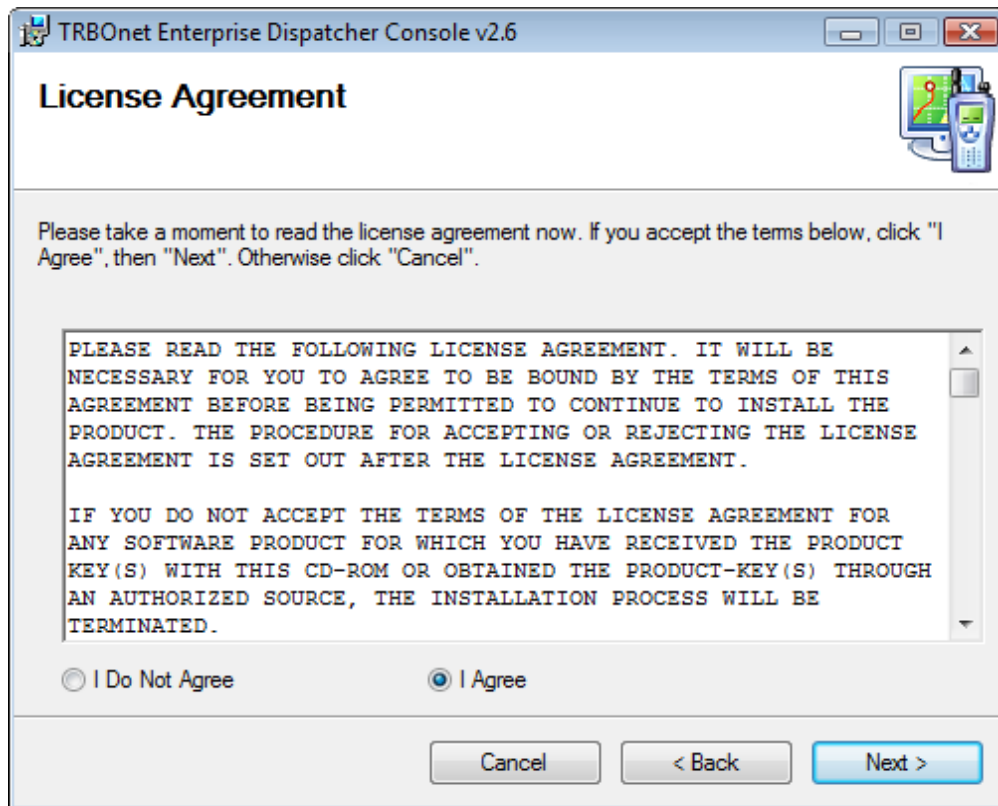 TRBOnet Enterprise Dispatcher Console v2.6
License Agreement
Please take a moment to read the license agreement now. If you accept the terms below, click "I
Agree", then "Next". Otherwise click "Cancel".
PLEASE READ THE FOLLOWING LICENSE AGREEMENT. IT WILL BE
NECESSARY FOR YOU TO AGREE TO BE BOUND BY THE TERMS OF THIS
AGREEMENT BEFORE BEING PERMITTED TO CONTINUE TO INSTALL THE
PRODUCT. THE PROCEDURE FOR ACCEPTING OR REJECTING THE LICENSE
AGREEMENT IS SET OUT AFTER THE LICENSE AGREEMENT.
IF YOU DO NOT ACCEPT THE TERMS OF THE LICENSE AGREEMENT FOR
ANY SOFTWARE PRODUCT FOR WHICH YOU HAVE RECEIVED THE PRODUCT
KEY(S) WITH THIS CD-ROM OR OBTAINED THE PRODUCT-KEY(S) THROUGH
AN AUTHORIZED SOURCE, THE INSTALLATION PROCESS WILL BE
TERMINATED.
I Do Not Agree I Agree
Cancel < Back Next >